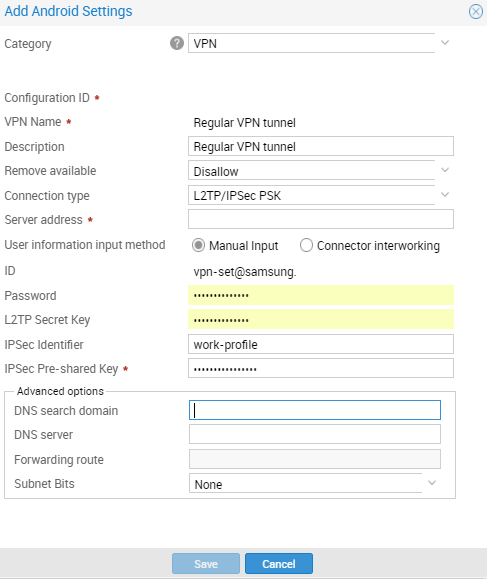 Add Android Settings
Category ? VPN
Configuration ID *
VPN Name * Regular VPN tunnel
Description Regular VPN tunnel
Remove available Disallow
Connection type L2TP/IPSec PSK
Server address *
User information input method Manual Input Connector interworking
ID vpn-set@samsung.
Password ••••••••••••••
L2TP Secret Key ••••••••••••••
IPSec Identifier work-profile
IPSec Pre-shared Key * ••••••••••••••••
Advanced options
DNS search domain
DNS server
Forwarding route
Subnet Bits None
Save Cancel